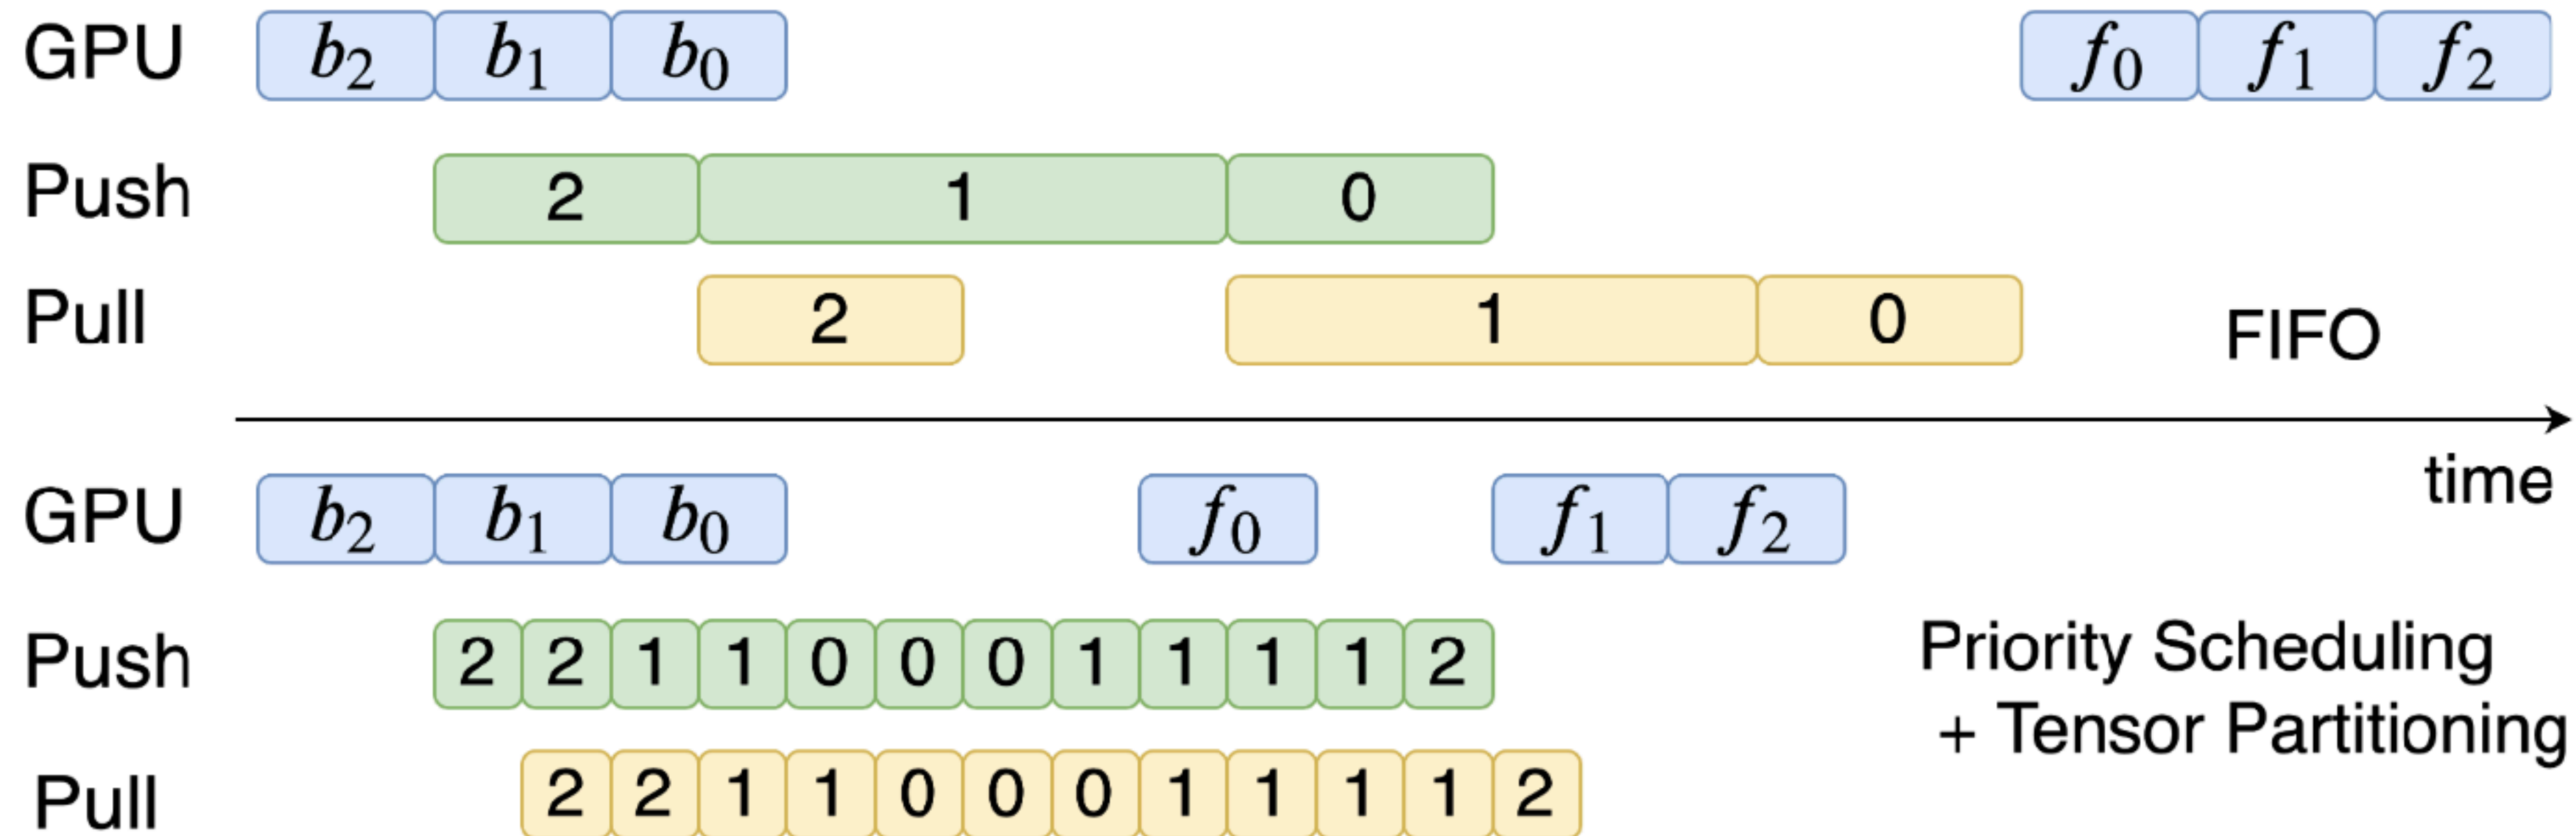 GPU b₂ b₁ b₀ f₀ f₁ f₂
Push 2 1 0
Pull 2 1 0 FIFO
time
GPU b₂ b₁ b₀ f₀ f₁ f₂
Push 2 2 1 1 0 0 0 1 1 1 1 2
Priority Scheduling
+ Tensor Partitioning
Pull 2 2 1 1 0 0 0 1 1 1 1 2